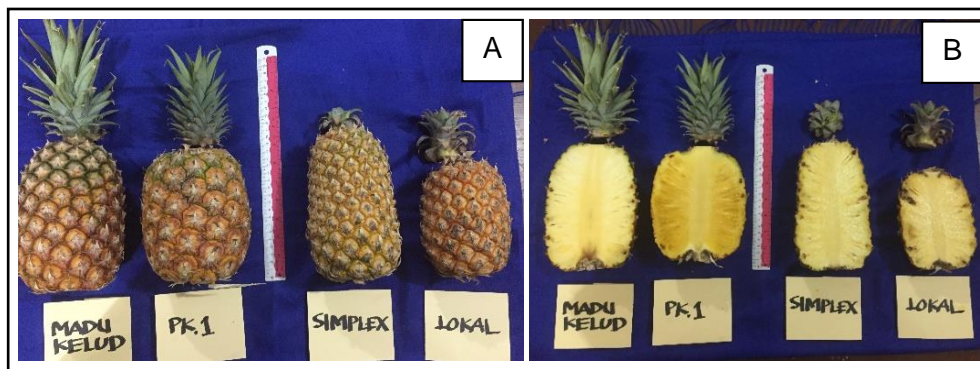 A
MADU
KELUD
PK.1
SIMPLEX
LOKAL
B
MADU
KELUD
PK.1
SIMPLEX
LOKAL